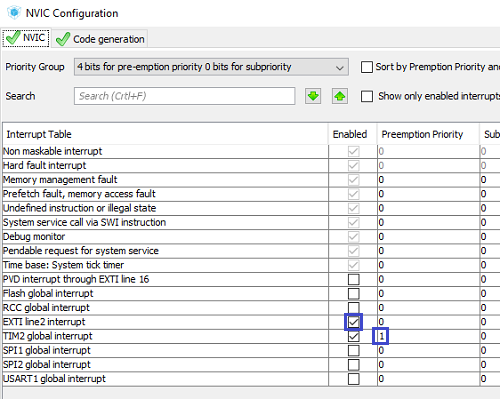 NVIC Configuration
NVIC Code generation
Priority Group 4 bits for pre-emption priority 0 bits for subpriority Sort by Premption Priority and
Search Search (Crtl+F) Show only enabled interrupts
Interrupt Table Enabled Preemption Priority Sub
Non maskable interrupt 0 0
Hard fault interrupt 0 0
Memory management fault 0 0
Prefetch fault, memory access fault 0 0
Undefined instruction or illegal state 0 0
System service call via SWI instruction 0 0
Debug monitor 0 0
Pendable request for system service 0 0
Time base: System tick timer 0 0
PVD interrupt through EXTI line 16 0 0
Flash global interrupt 0 0
RCC global interrupt 0 0
EXTI line2 interrupt 0 0
TIM2 global interrupt 1 0
SPI1 global interrupt 0 0
SPI2 global interrupt 0 0
USART1 global interrupt 0 0